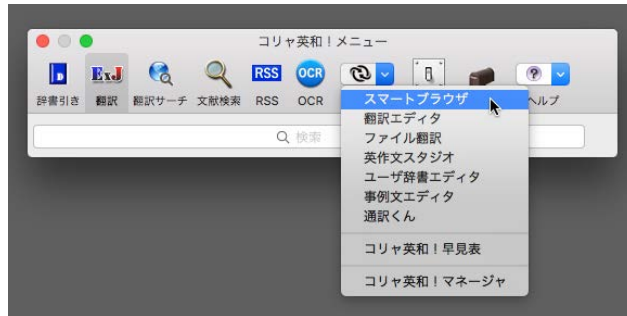 コリャ英和！メニュー
D
ExJ
RSS
OCR
?
辞書引き 翻訳 翻訳サーチ 文献検索 RSS OCR ヘルプ
検索
スマートブラウザ
翻訳エディタ
ファイル翻訳
英作文スタジオ
ユーザ辞書エディタ
事例文エディタ
通訳くん
コリャ英和！早見表
コリャ英和！マネージャ